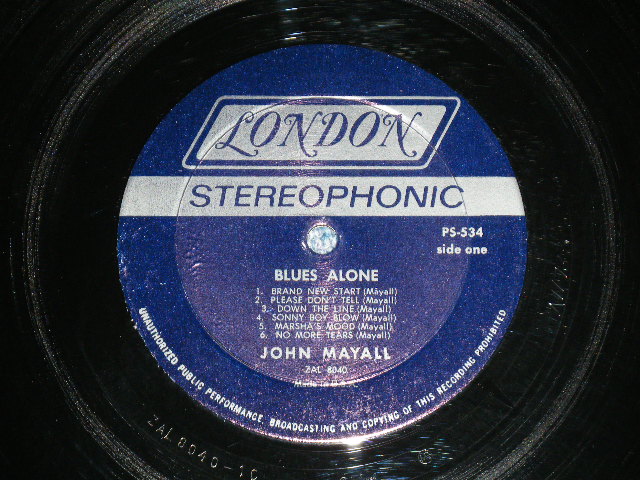 LONDON
STEREOPHONIC
PS-534
side one
BLUES ALONE
1. BRAND NEW START (Mayall)
2. PLEASE DON'T TELL (Mayall)
3. DOWN THE LINE (Mayall)
4. SONNY BOY BLOW (Mayall)
5. MARSHA'S MOOD (Mayall)
6. NO MORE TEARS (Mayall)
JOHN MAYALL
ZAL 8040
UNAUTHORIZED PUBLIC PERFORMANCE, BROADCASTING AND COPYING OF THIS RECORDING PROHIBITED